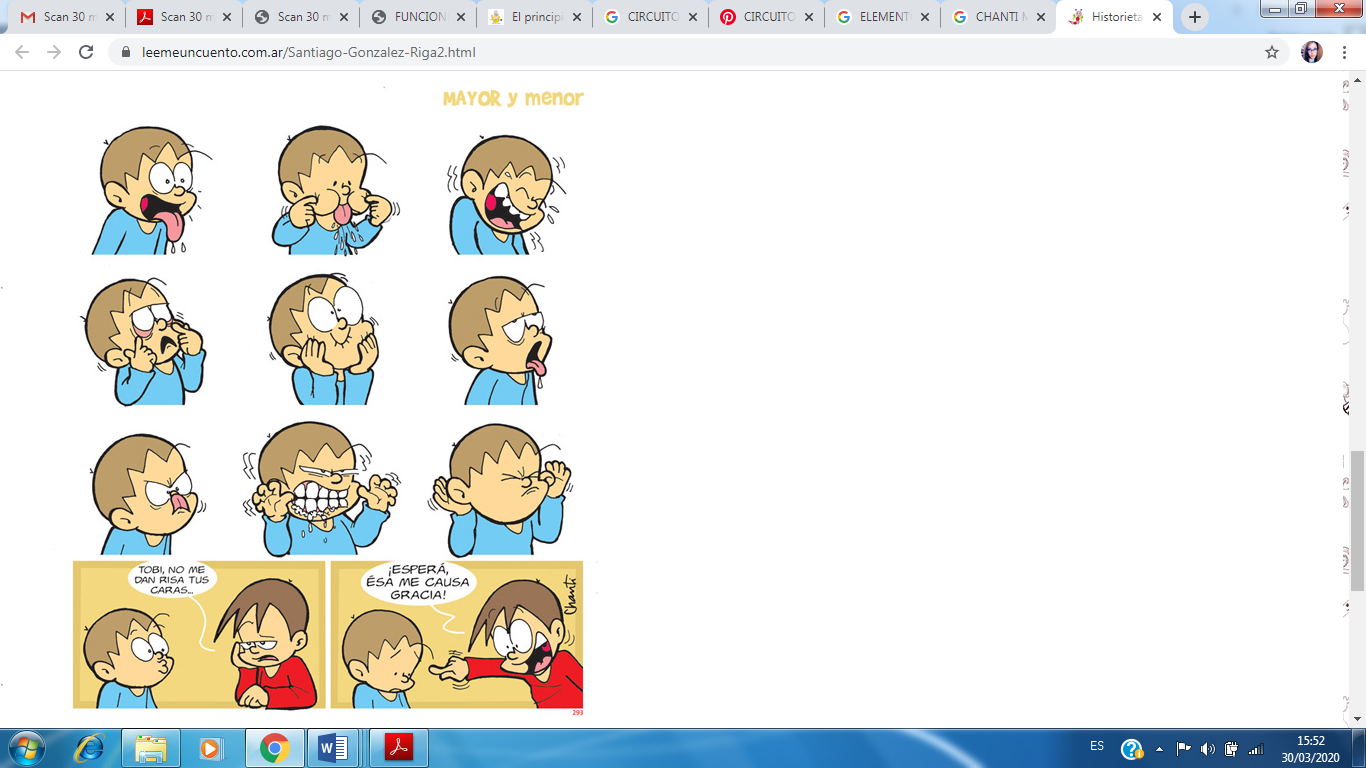 Scan 30 m
Scan 30 m
Scan 30 m
FUNCION
El principi
CIRCUITO
CIRCUITO
ELEMENT
CHANTI M
Historieta
leemeuncuento.com.ar/Santiago-Gonzalez-Riga2.html
MAYOR y menor
TOBI, NO ME
DAN RISA TUS
CARAS...
¡ESPERÁ,
ÉSA ME CAUSA
GRACIA!
Chanti
293
ES
15:52
30/03/2020